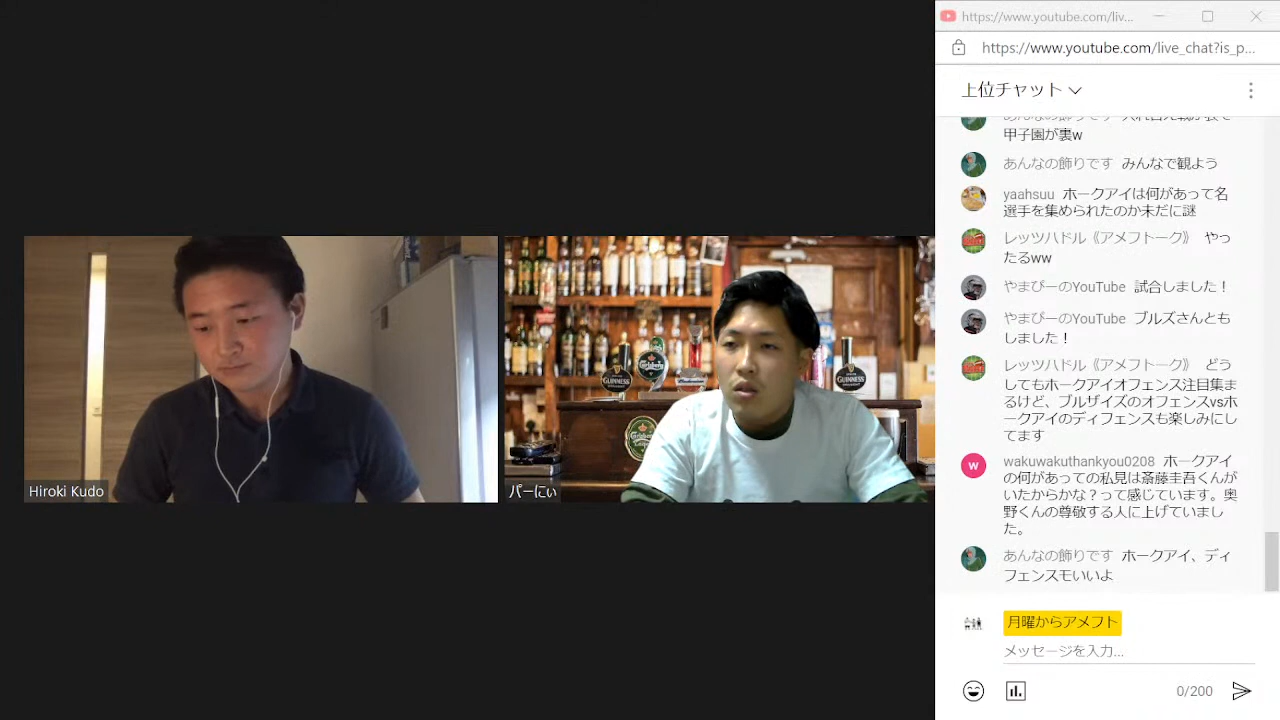 https://www.youtube.com/liv...
https://www.youtube.com/live_chat?is_p...
上位チャット
甲子園が裏w
あんなの飾りです みんなで観よう
yaahsuu ホークアイは何があって名
選手を集められたのか未だに謎
レッツハドル《アメフトーク》 やっ
たるww
やまぴーのYouTube 試合しました！
やまぴーのYouTube ブルズさんとも
しました！
レッツハドル《アメフトーク》 どう
してもホークアイオフェンス注目集ま
るけど、ブルザイズのオフェンスvsホ
ークアイのディフェンスも楽しみにし
てます
W
wakuwakuthankyou0208 ホークアイ
の何があっての私見は斎藤圭吾くんが
いたからかな？って感じています。奥
野くんの尊敬する人に上げていまし
た。
あんなの飾りです ホークアイ、ディ
フェンスモいいよ
月曜からアメフト
メッセージを入力...
0/200
Hiroki Kudo
パーにぃ
GUINNESS
Carlsberg
GUINNESS
Carlsberg